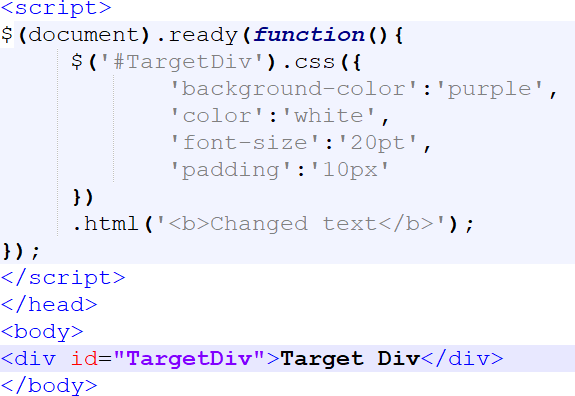 <script>
$(document).ready(function(){
     $('#TargetDiv').css({
            'background-color':'purple',
            'color':'white',
            'font-size':'20pt',
            'padding':'10px'
     })
     .html('<b>Changed text</b>');
});
</script>
</head>
<body>
<div id="TargetDiv">Target Div</div>
</body>